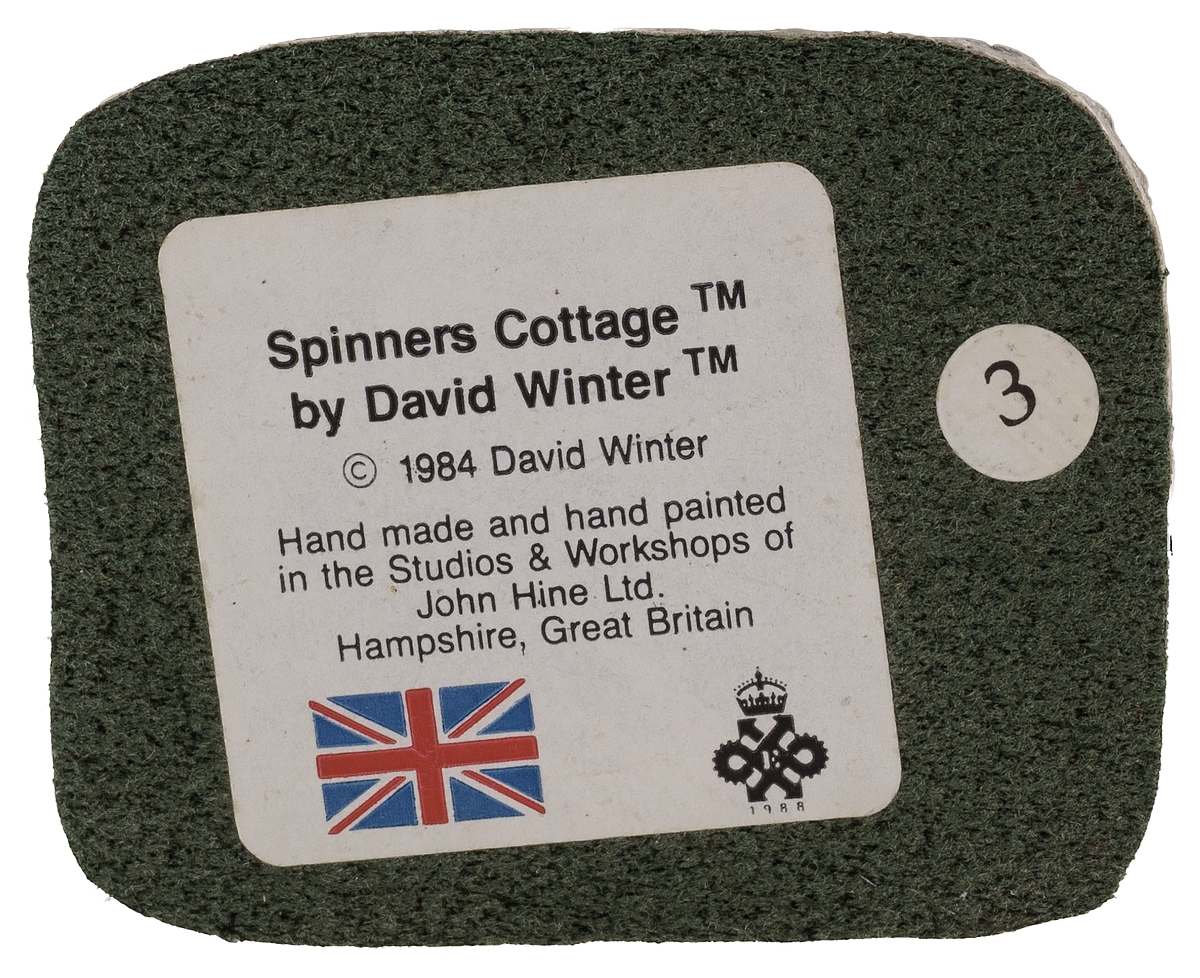 Spinners Cottage ™
by David Winter ™
© 1984 David Winter
Hand made and hand painted
in the Studios & Workshops of
John Hine Ltd.
Hampshire, Great Britain
1988
3